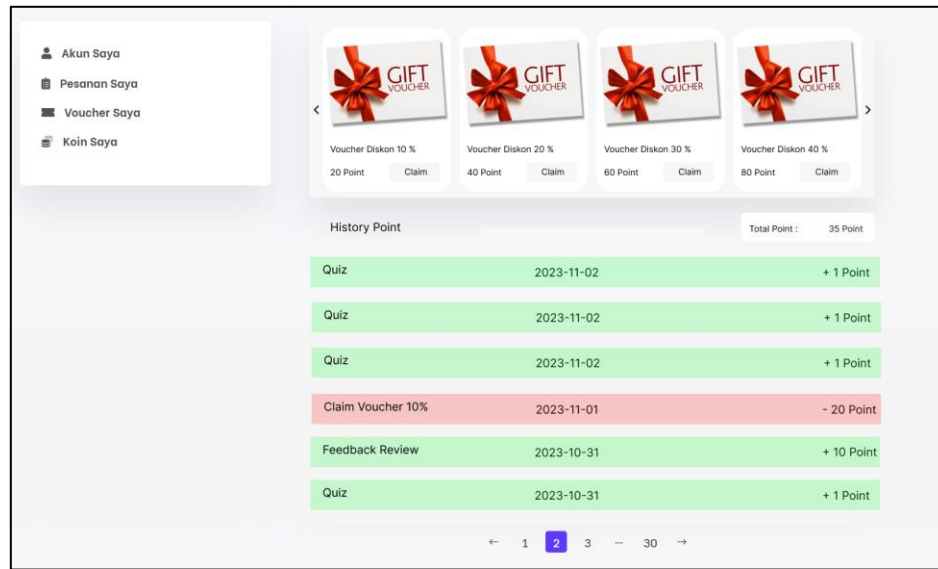 Akun Saya
Pesanan Saya
Voucher Saya
Koin Saya
GIFT VOUCHER
GIFT VOUCHER
GIFT VOUCHER
GIFT VOUCHER
Voucher Diskon 10 %
20 Point Claim
Voucher Diskon 20 %
40 Point Claim
Voucher Diskon 30 %
60 Point Claim
Voucher Diskon 40 %
80 Point Claim
History Point Total Point : 35 Point
Quiz 2023-11-02 + 1 Point
Quiz 2023-11-02 + 1 Point
Quiz 2023-11-02 + 1 Point
Claim Voucher 10% 2023-11-01 - 20 Point
Feedback Review 2023-10-31 + 10 Point
Quiz 2023-10-31 + 1 Point
← 1 2 3 ... 30 →